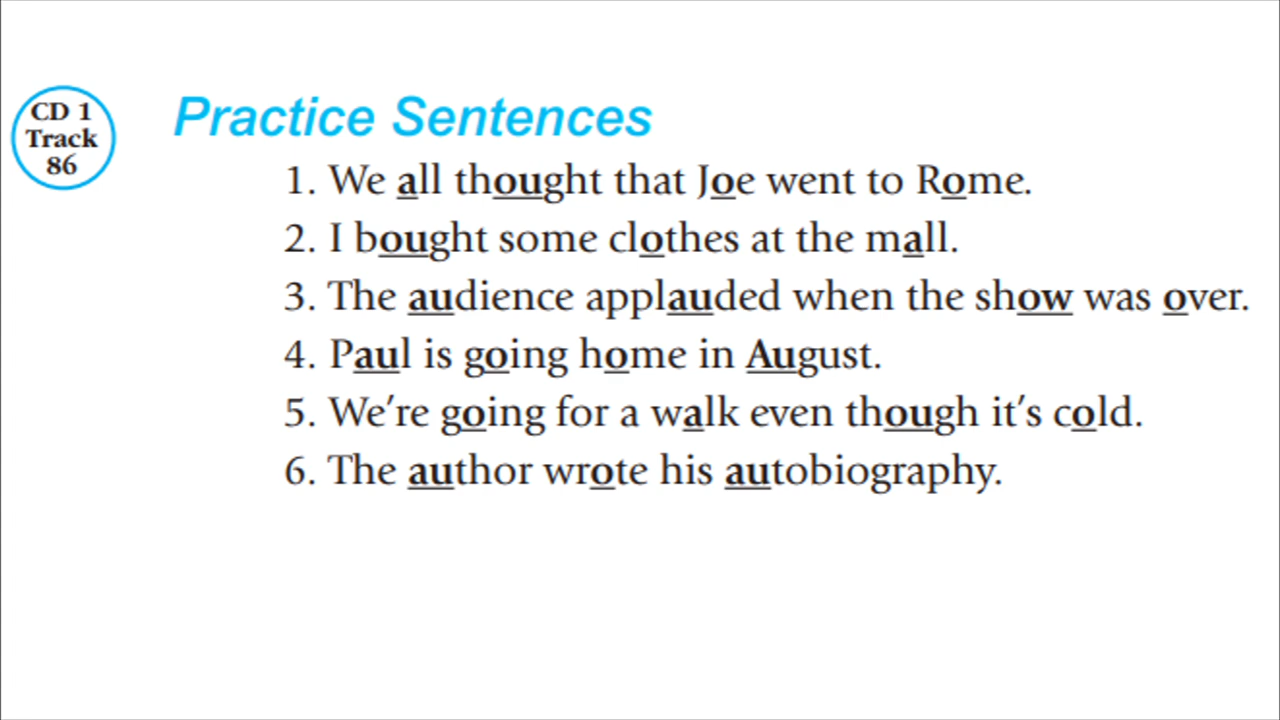 CD 1
Track
86
Practice Sentences
1. We all thought that Joe went to Rome.
2. I bought some clothes at the mall.
3. The audience applauded when the show was over.
4. Paul is going home in August.
5. We're going for a walk even though it's cold.
6. The author wrote his autobiography.